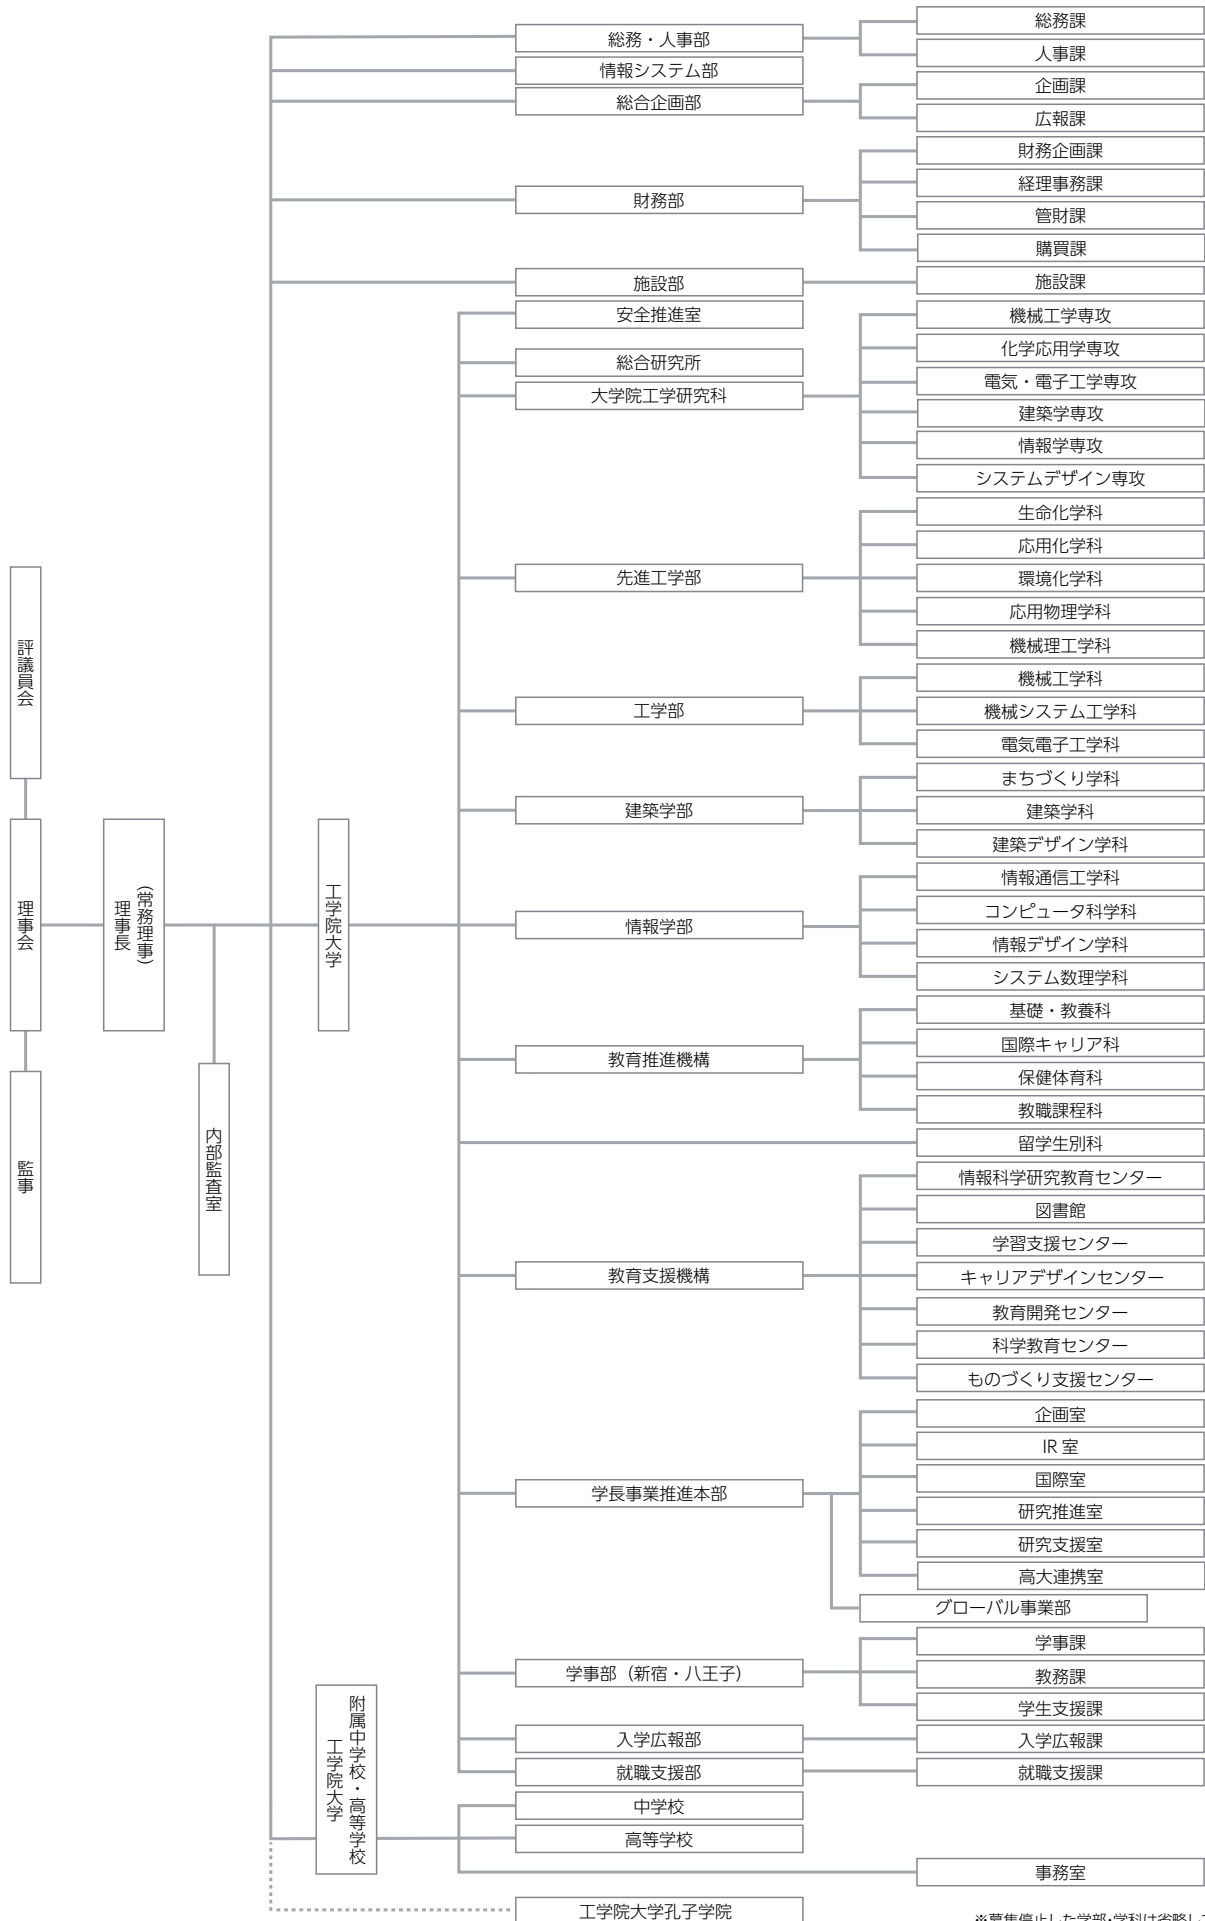 評議員会
理事会
監事
理事長
（常務理事）
内部監査室
総務・人事部
総務課
人事課
情報システム部
総合企画部
企画課
広報課
財務部
財務企画課
経理事務課
管財課
購買課
施設部
施設課
工学院大学
安全推進室
総合研究所
大学院工学研究科
機械工学専攻
化学応用学専攻
電気・電子工学専攻
建築学専攻
情報学専攻
システムデザイン専攻
先進工学部
生命化学科
応用化学科
環境化学科
応用物理学科
機械理工学科
工学部
機械工学科
機械システム工学科
電気電子工学科
建築学部
まちづくり学科
建築学科
建築デザイン学科
情報学部
情報通信工学科
コンピュータ科学科
情報デザイン学科
システム数理学科
教育推進機構
基礎・教養科
国際キャリア科
保健体育科
教職課程科
留学生別科
教育支援機構
情報科学研究教育センター
図書館
学習支援センター
キャリアデザインセンター
教育開発センター
科学教育センター
ものづくり支援センター
学長事業推進本部
企画室
IR 室
国際室
研究推進室
研究支援室
高大連携室
グローバル事業部
学事部（新宿・八王子）
学事課
教務課
学生支援課
入学広報部
入学広報課
就職支援部
就職支援課
工学院大学
附属中学校・高等学校
中学校
高等学校
事務室
工学院大学孔子学院
※募集停止した学部・学科は省略し